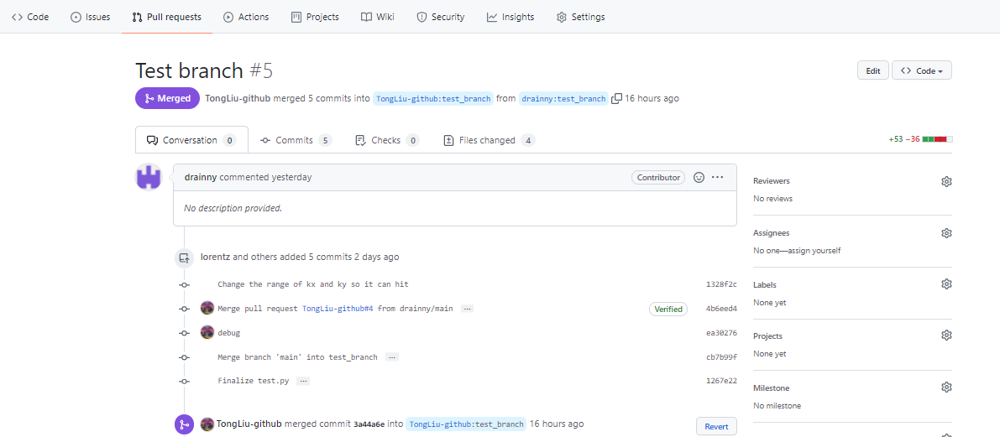 Code Issues Pull requests Actions Projects Wiki Security Insights Settings
Test branch #5
Edit Code
Merged TongLiu-github merged 5 commits into TongLiu-github:test_branch from drainny:test_branch 16 hours ago
Conversation 0 Commits 5 Checks 0 Files changed 4 +53 −36
drainny commented yesterday Contributor ...
No description provided.
lorentz and others added 5 commits 2 days ago
Change the range of kx and ky so it can hit 1328f2c
Merge pull request TongLiu-github#4 from drainny/main ... Verified 4b6eed4
debug ea30276
Merge branch 'main' into test_branch ... cb7b99f
Finalize test.py ... 1267e22
TongLiu-github merged commit 3a44a6e into TongLiu-github:test_branch 16 hours ago Revert
Reviewers
No reviews
Assignees
No one—assign yourself
Labels
None yet
Projects
None yet
Milestone
No milestone